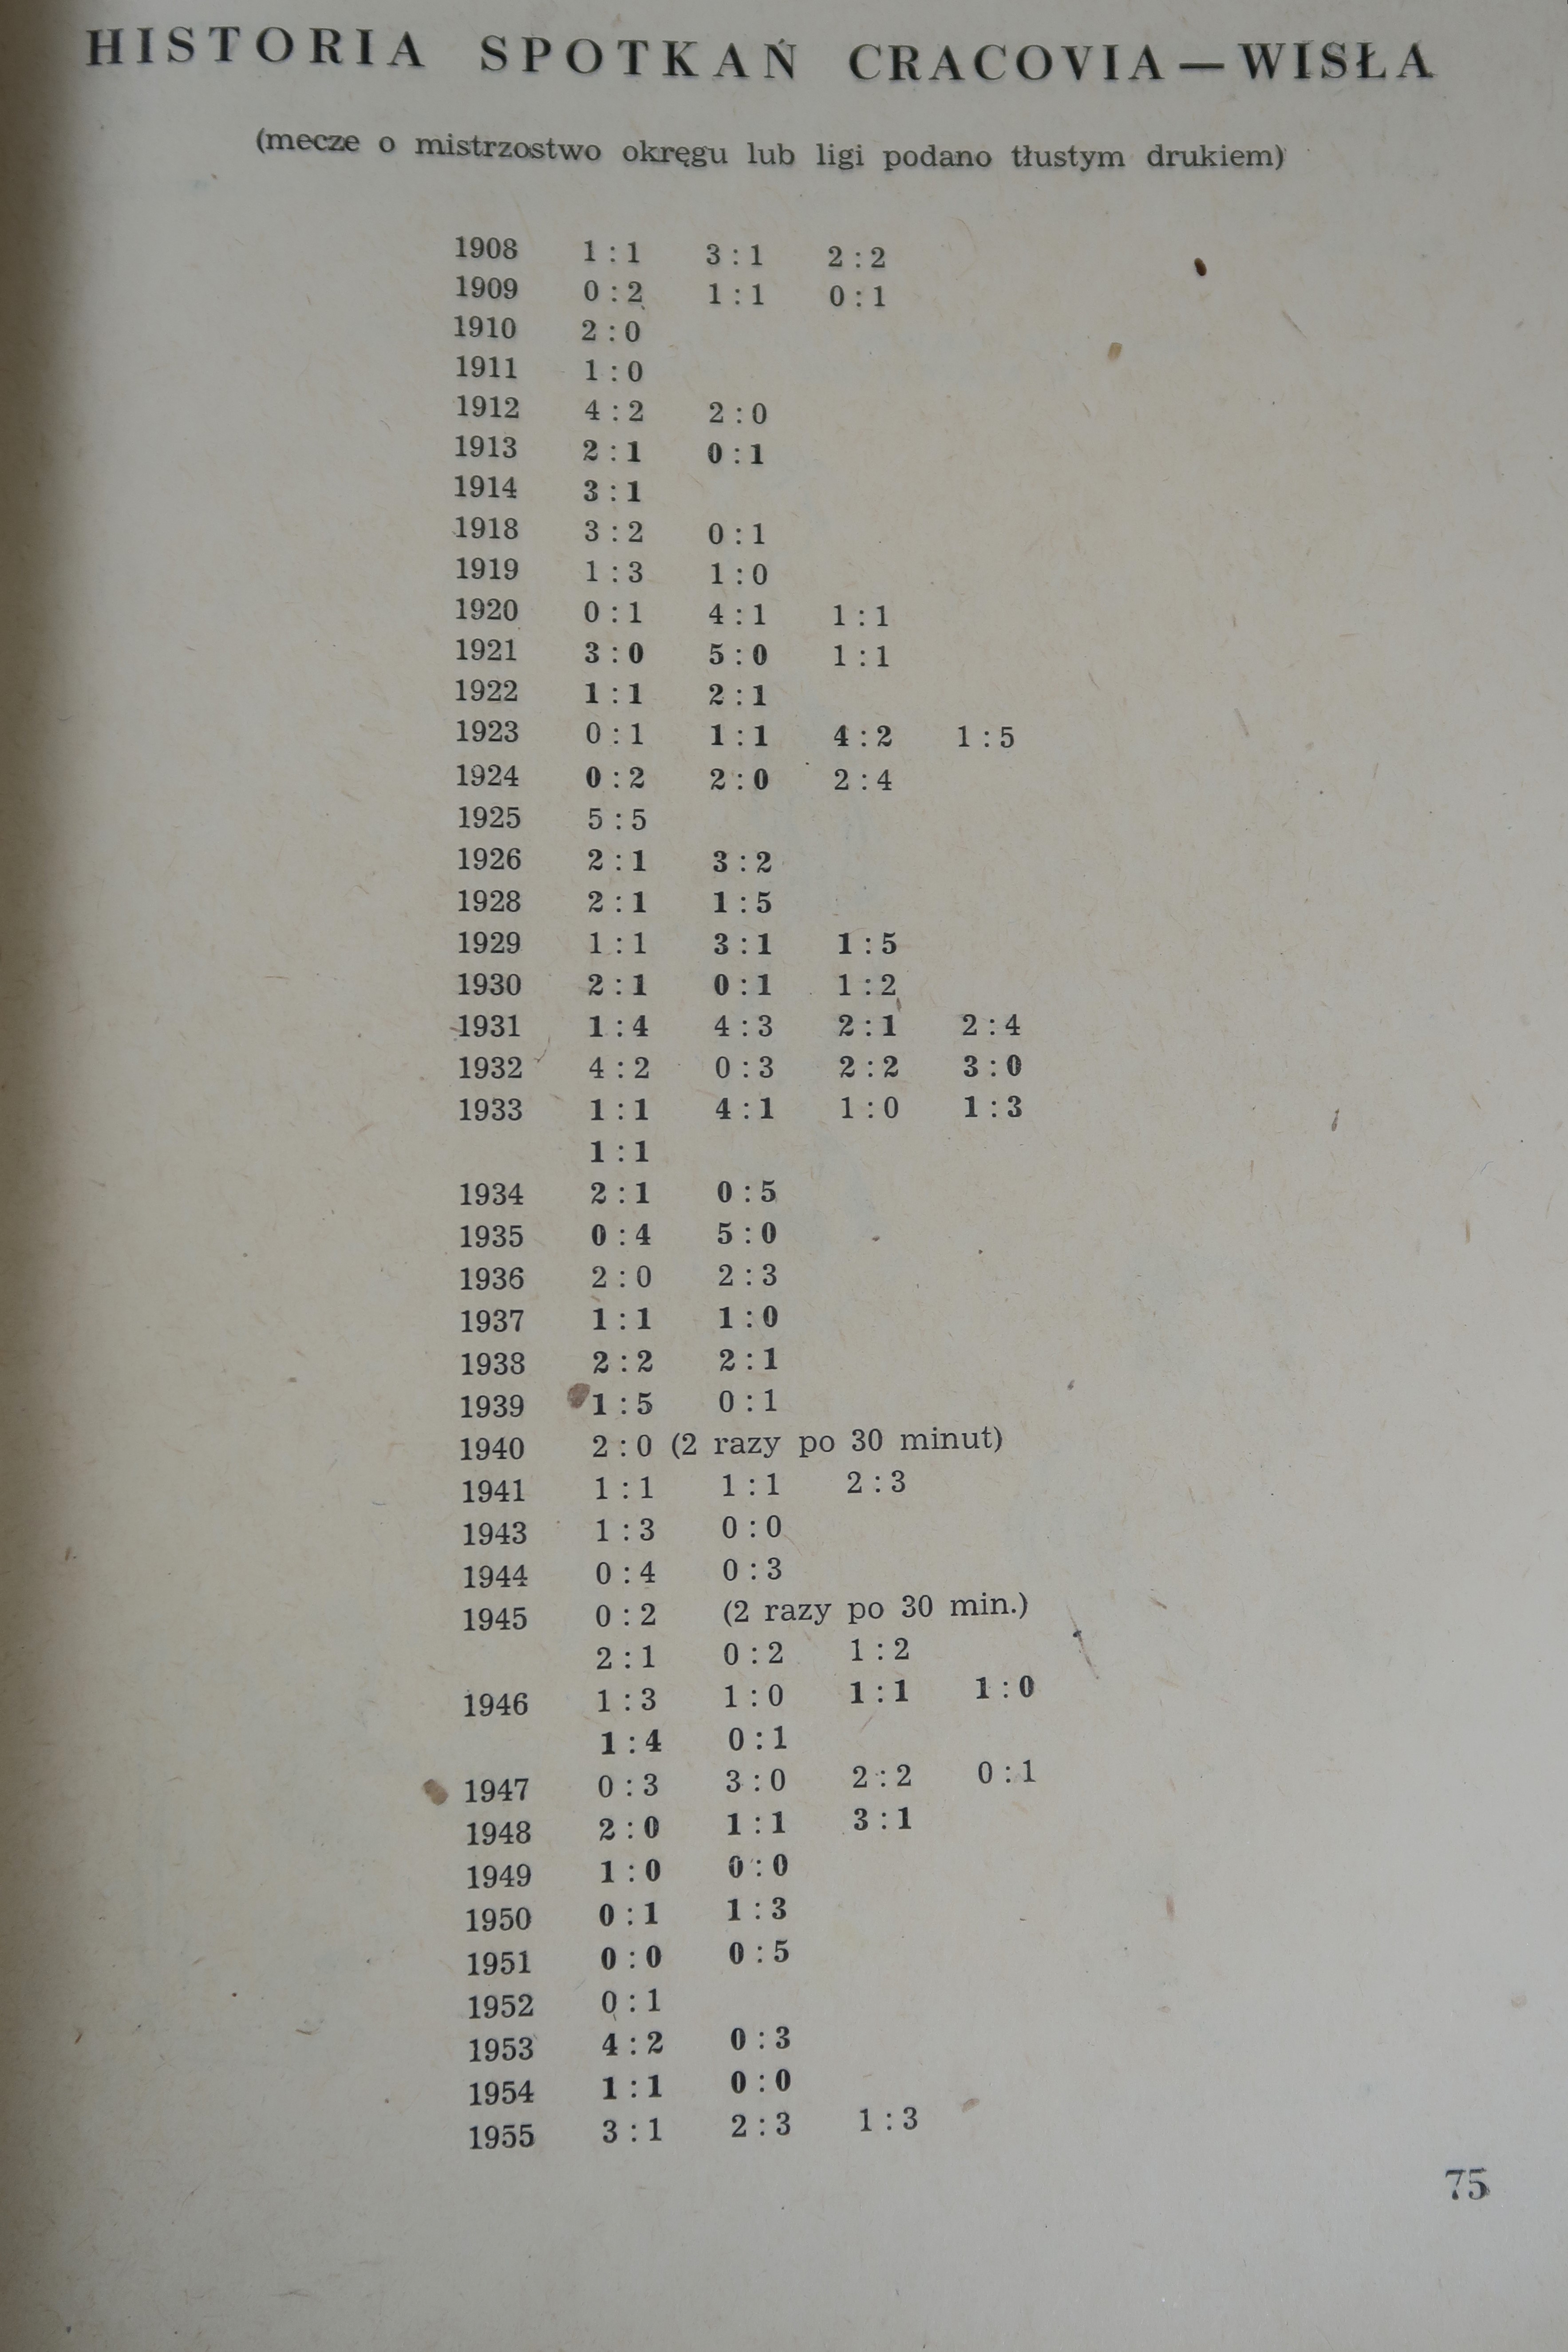 HISTORIA SPOTKAŃ CRACOVIA — WISŁA
(mecze o mistrzostwo okręgu lub ligi podano tłustym drukiem)
1908 1 : 1 3 : 1 2 : 2
1909 0 : 2 1 : 1 0 : 1
1910 2 : 0
1911 1 : 0
1912 4 : 2 2 : 0
1913 2 : 1 0 : 1
1914 3 : 1
1918 3 : 2 0 : 1
1919 1 : 3 1 : 0
1920 0 : 1 4 : 1 1 : 1
1921 3 : 0 5 : 0 1 : 1
1922 1 : 1 2 : 1
1923 0 : 1 1 : 1 4 : 2 1 : 5
1924 0 : 2 2 : 0 2 : 4
1925 5 : 5
1926 2 : 1 3 : 2
1928 2 : 1 1 : 5
1929 1 : 1 3 : 1 1 : 5
1930 2 : 1 0 : 1 1 : 2
1931 1 : 4 4 : 3 2 : 1 2 : 4
1932 4 : 2 0 : 3 2 : 2 3 : 0
1933 1 : 1 4 : 1 1 : 0 1 : 3
1 : 1
1934 2 : 1 0 : 5
1935 0 : 4 5 : 0
1936 2 : 0 2 : 3
1937 1 : 1 1 : 0
1938 2 : 2 2 : 1
1939 1 : 5 0 : 1
1940 2 : 0 (2 razy po 30 minut)
1941 1 : 1 1 : 1 2 : 3
1943 1 : 3 0 : 0
1944 0 : 4 0 : 3
1945 0 : 2 (2 razy po 30 min.)
2 : 1 0 : 2 1 : 2
1946 1 : 3 1 : 0 1 : 1 1 : 0
1 : 4 0 : 1
1947 0 : 3 3 : 0 2 : 2 0 : 1
1948 2 : 0 1 : 1 3 : 1
1949 1 : 0 0 : 0
1950 0 : 1 1 : 3
1951 0 : 0 0 : 5
1952 0 : 1
1953 4 : 2 0 : 3
1954 1 : 1 0 : 0
1955 3 : 1 2 : 3 1 : 3
75